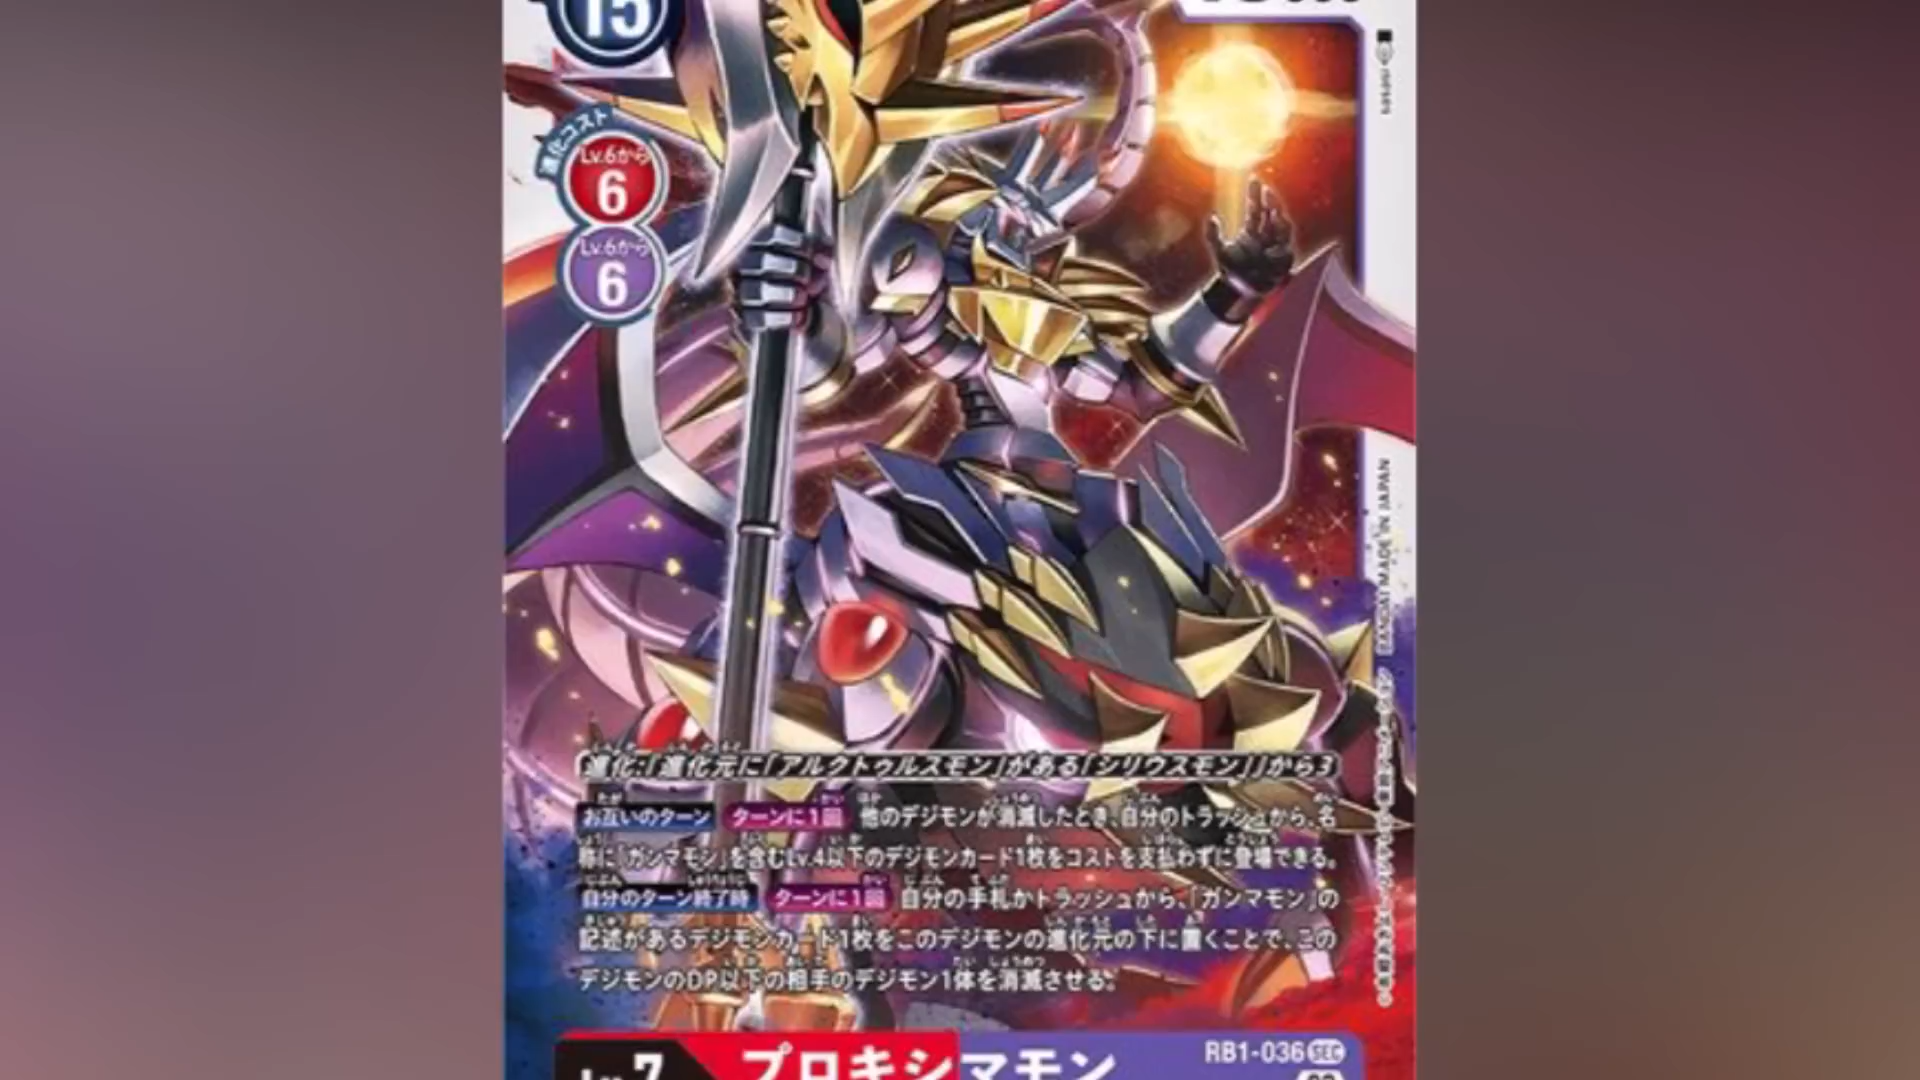 15
進化コスト
Lv.6から
6
Lv.6から
6
進化:「進化元に「アルクトゥルスモン」がある「シリウスモン」」から3
お互いのターン ターンに1回 他のデジモンが消滅したとき、自分のトラッシュから、名
称に「ガンマモン」を含むLv.4以下のデジモンカード1枚をコストを支払わずに登場できる。
自分のターン終了時 ターンに1回 自分の手札かトラッシュから、「ガンマモン」の
記述があるデジモンカード1枚をこのデジモンの進化元の下に置くことで、この
デジモンのDP以下の相手のデジモン1体を消滅させる。
BANDAI MADE IN JAPAN
Lv.7
プロキシマモン
RB1-036 SEC